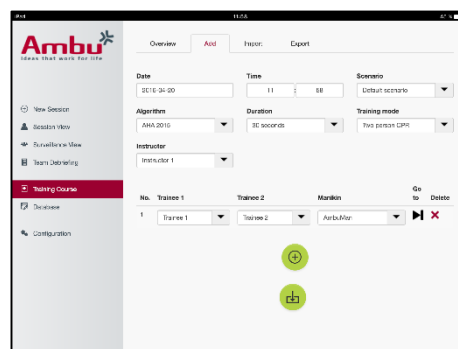 iPad 11:58
Ambu
Ideas that work for life
Overview Add Import Export
Date Time Scenario
2016-04-20 11 : 58 Default scenario
New Session
Session View
Surveillance View
Team Debriefing
Training Course
Database
Configuration
Algorithm Duration Training mode
AHA 2015 30 seconds Two person CPR
Instructor
Instructor 1
No. Trainee 1 Trainee 2 Manikin Go to Delete
1 Trainee 1 Trainee 2 AmbuMan